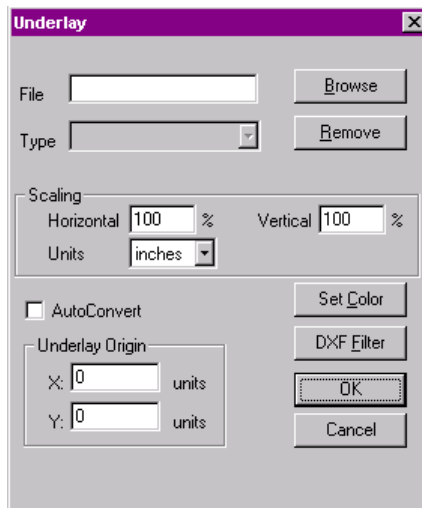 Underlay
File
Browse
Type
Remove
Scaling
Horizontal 100 % Vertical 100 %
Units inches
AutoConvert
Set Color
Underlay Origin
DXF Filter
X: 0 units
OK
Y: 0 units
Cancel